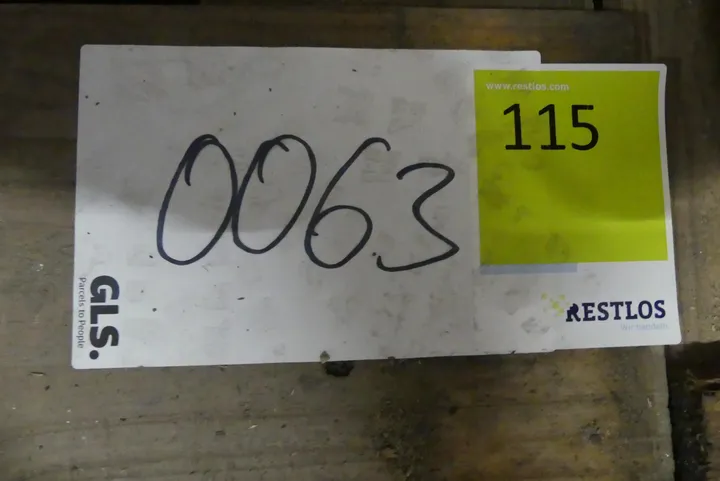 0063
GLS.
Parcels to People
www.restlos.com
115
RESTLOS